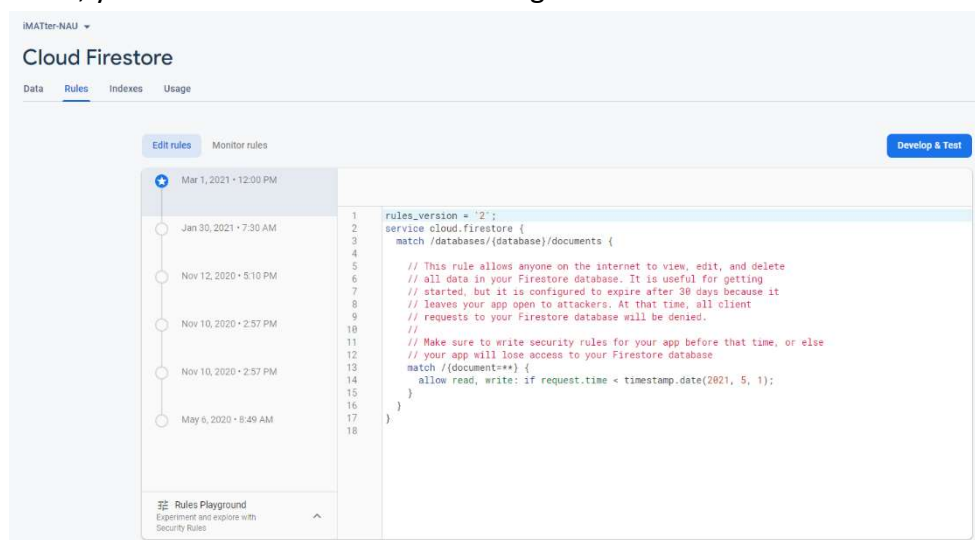 iMATter-NAU
Cloud Firestore
Data Rules Indexes Usage
Edit rules Monitor rules
Develop & Test
Mar 1, 2021 • 12:00 PM
Jan 30, 2021 • 7:30 AM
Nov 12, 2020 • 5:10 PM
Nov 10, 2020 • 2:57 PM
Nov 10, 2020 • 2:57 PM
May 6, 2020 • 8:49 AM
Rules Playground
Experiment and explore with
Security Rules
1 rules_version = '2';
2 service cloud.firestore {
3 match /databases/{database}/documents {
4
5 // This rule allows anyone on the internet to view, edit, and delete
6 // all data in your Firestore database. It is useful for getting
7 // started, but it is configured to expire after 30 days because it
8 // leaves your app open to attackers. At that time, all client
9 // requests to your Firestore database will be denied.
10 //
11 // Make sure to write security rules for your app before that time, or else
12 // your app will lose access to your Firestore database
13 match /{document=**} {
14 allow read, write: if request.time < timestamp.date(2021, 5, 1);
15 }
16 }
17 }
18